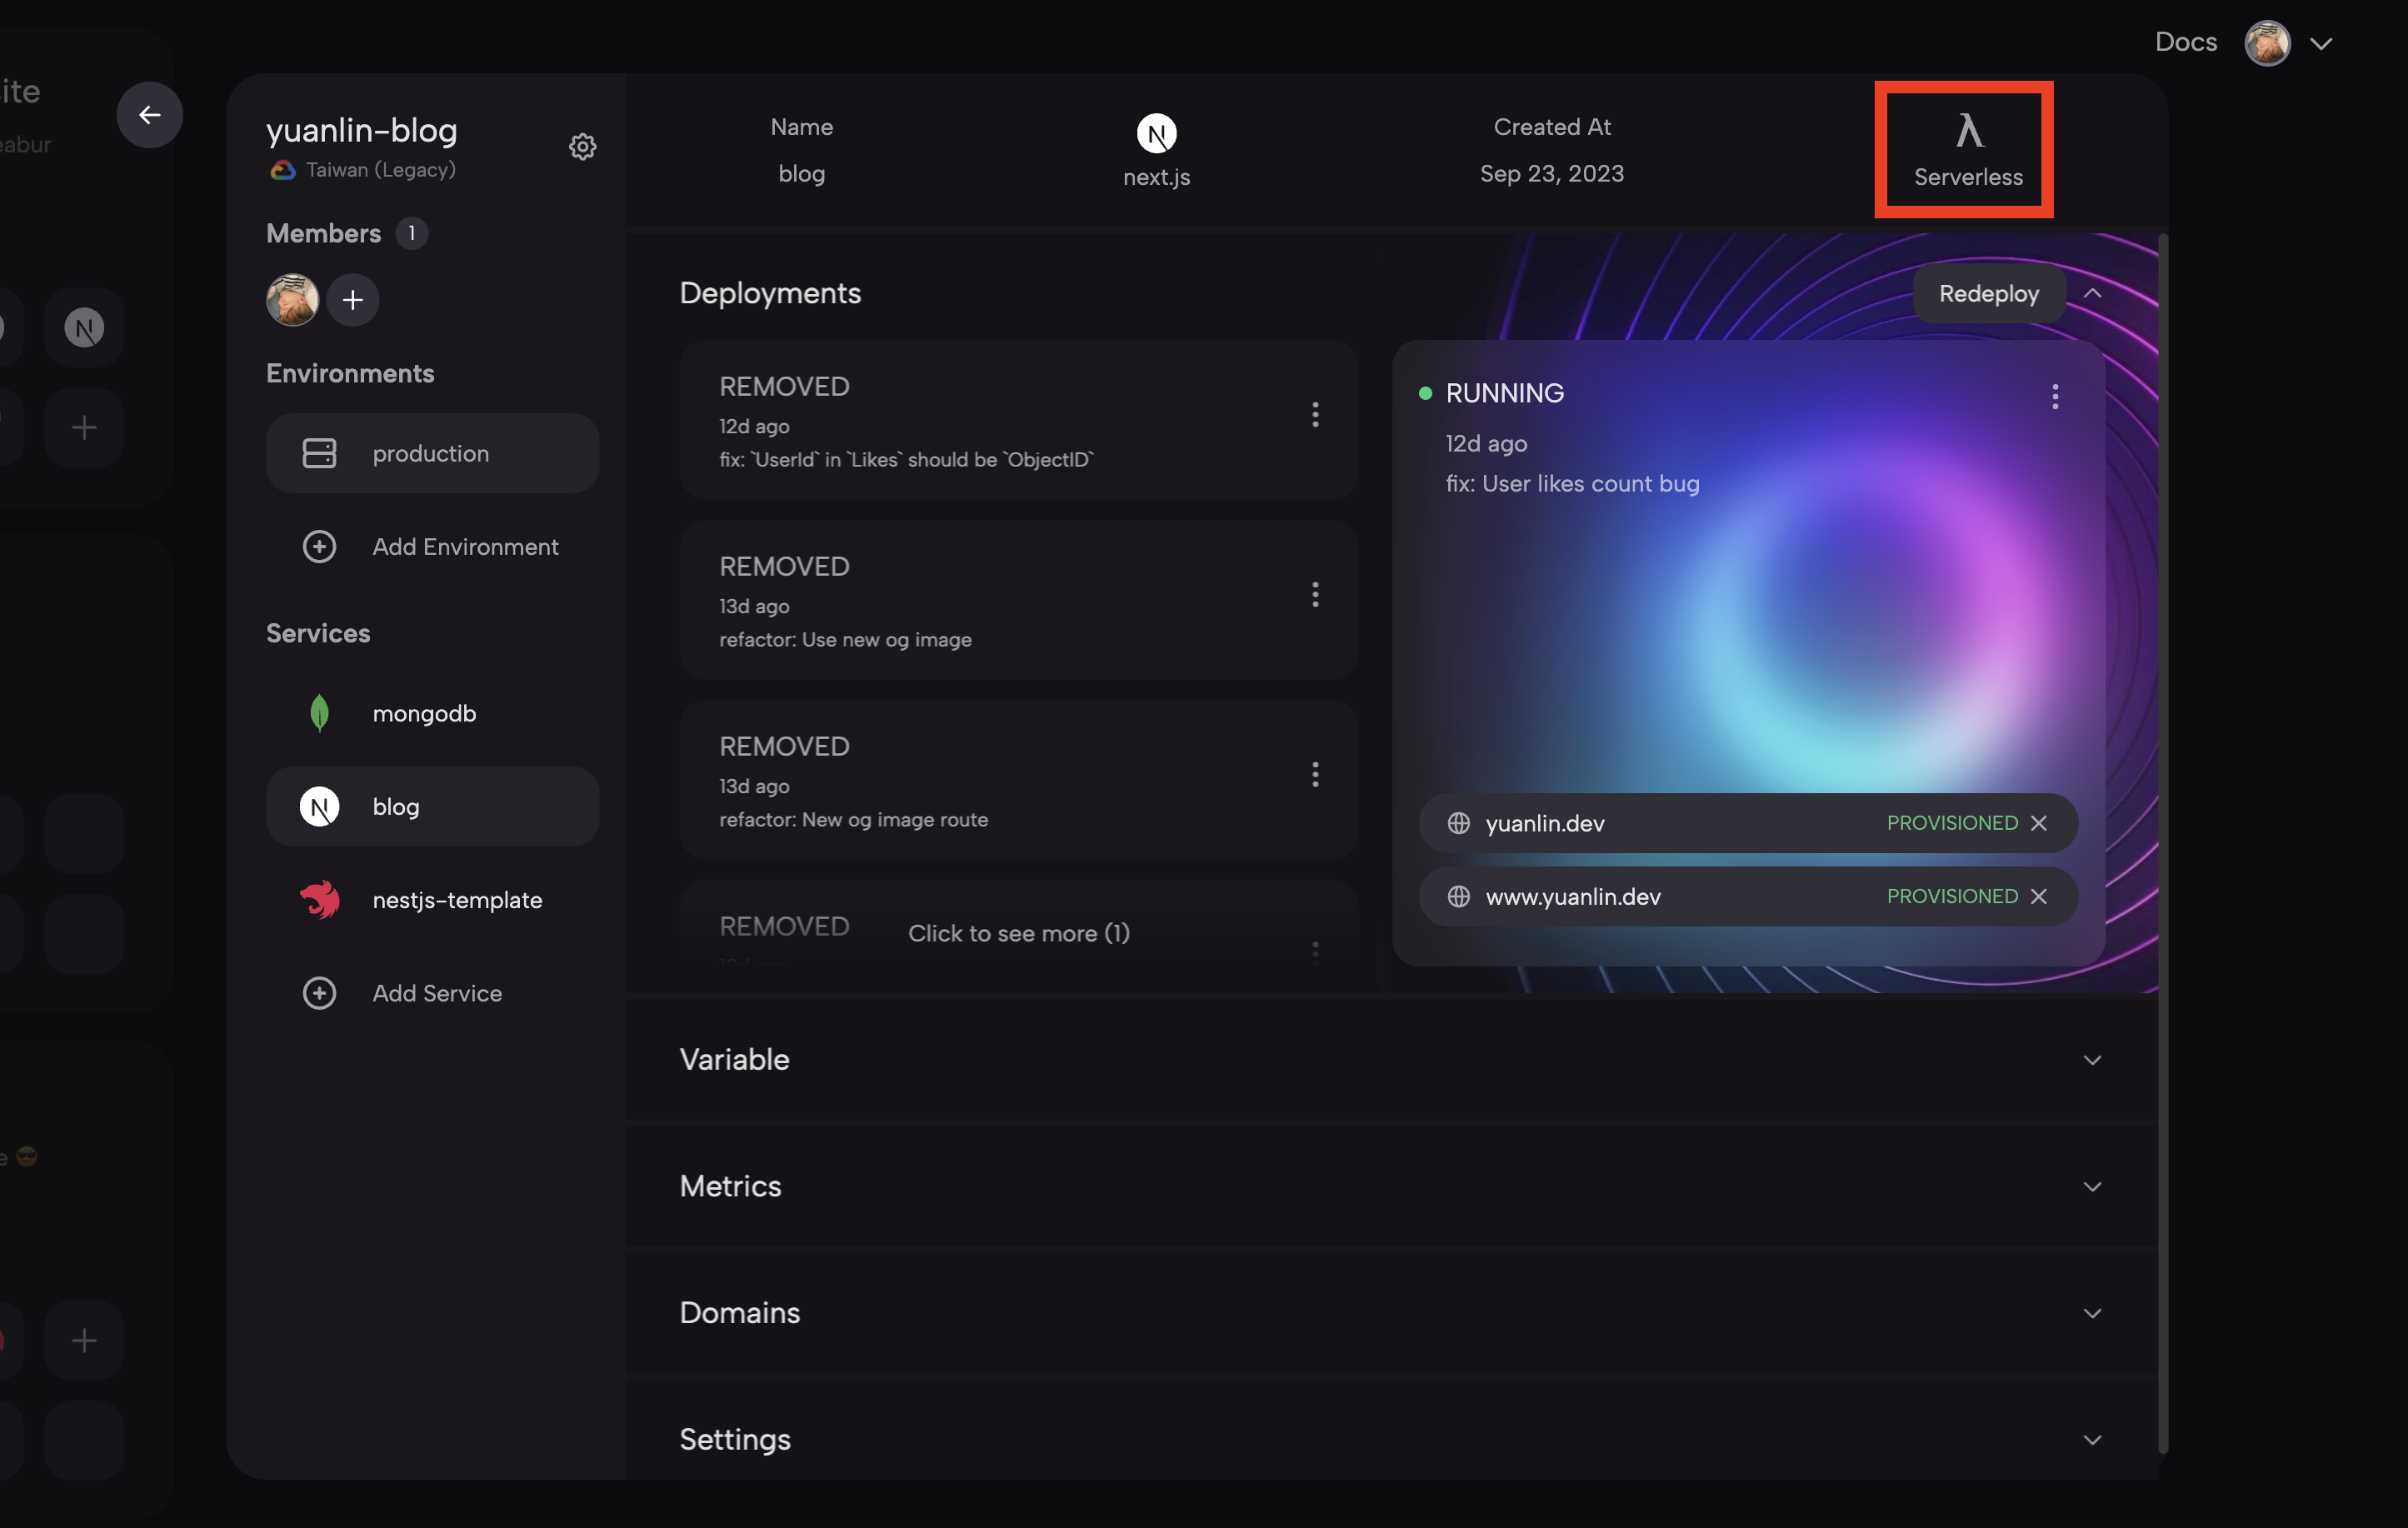 Docs
ite
eabur
yuanlin-blog
Taiwan (Legacy)
Members 1
Environments
production
Add Environment
Services
mongodb
blog
nestjs-template
Add Service
Name
blog
N
next.js
Created At
Sep 23, 2023
λ
Serverless
Deployments
Redeploy
REMOVED
12d ago
fix: `UserId` in `Likes` should be `ObjectID`
REMOVED
13d ago
refactor: Use new og image
REMOVED
13d ago
refactor: New og image route
REMOVED
Click to see more (1)
RUNNING
12d ago
fix: User likes count bug
yuanlin.dev PROVISIONED
www.yuanlin.dev PROVISIONED
Variable
Metrics
Domains
Settings